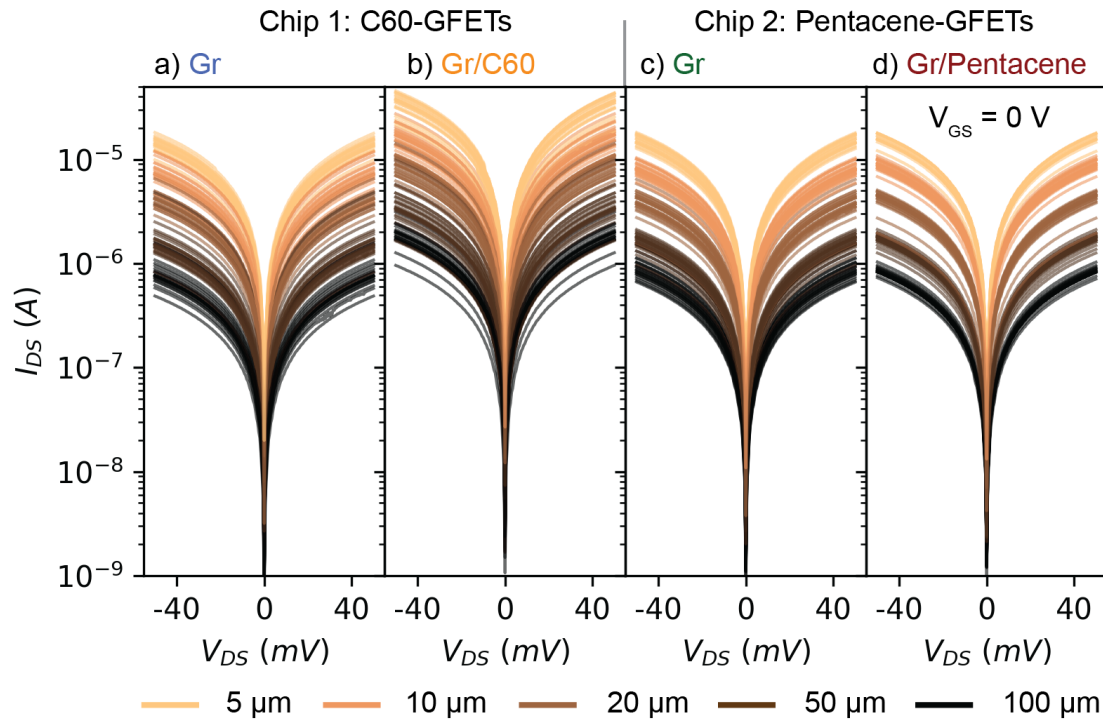 Chip 1: C60-GFETs
Chip 2: Pentacene-GFETs
a) Gr
b) Gr/C60
c) Gr
d) Gr/Pentacene
V_GS = 0 V
10⁻⁵
10⁻⁶
10⁻⁷
10⁻⁸
10⁻⁹
I_DS (A)
-40 0 40
-40 0 40
-40 0 40
-40 0 40
V_DS (mV)
V_DS (mV)
V_DS (mV)
V_DS (mV)
5 μm
10 μm
20 μm
50 μm
100 μm